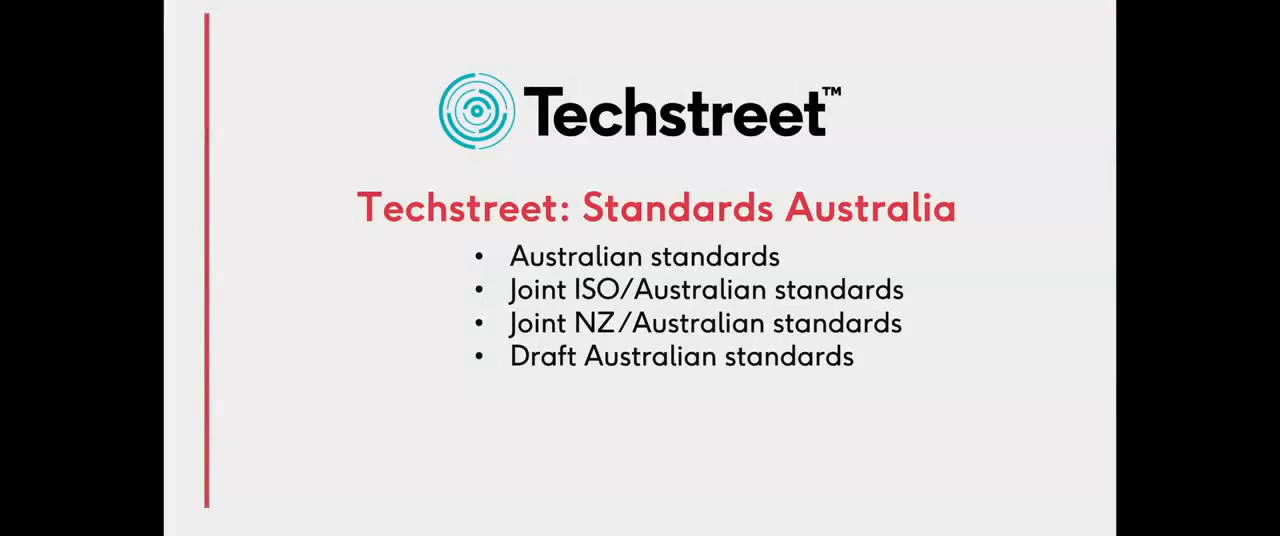 Techstreet™
Techstreet: Standards Australia
• Australian standards
• Joint ISO/Australian standards
• Joint NZ/Australian standards
• Draft Australian standards